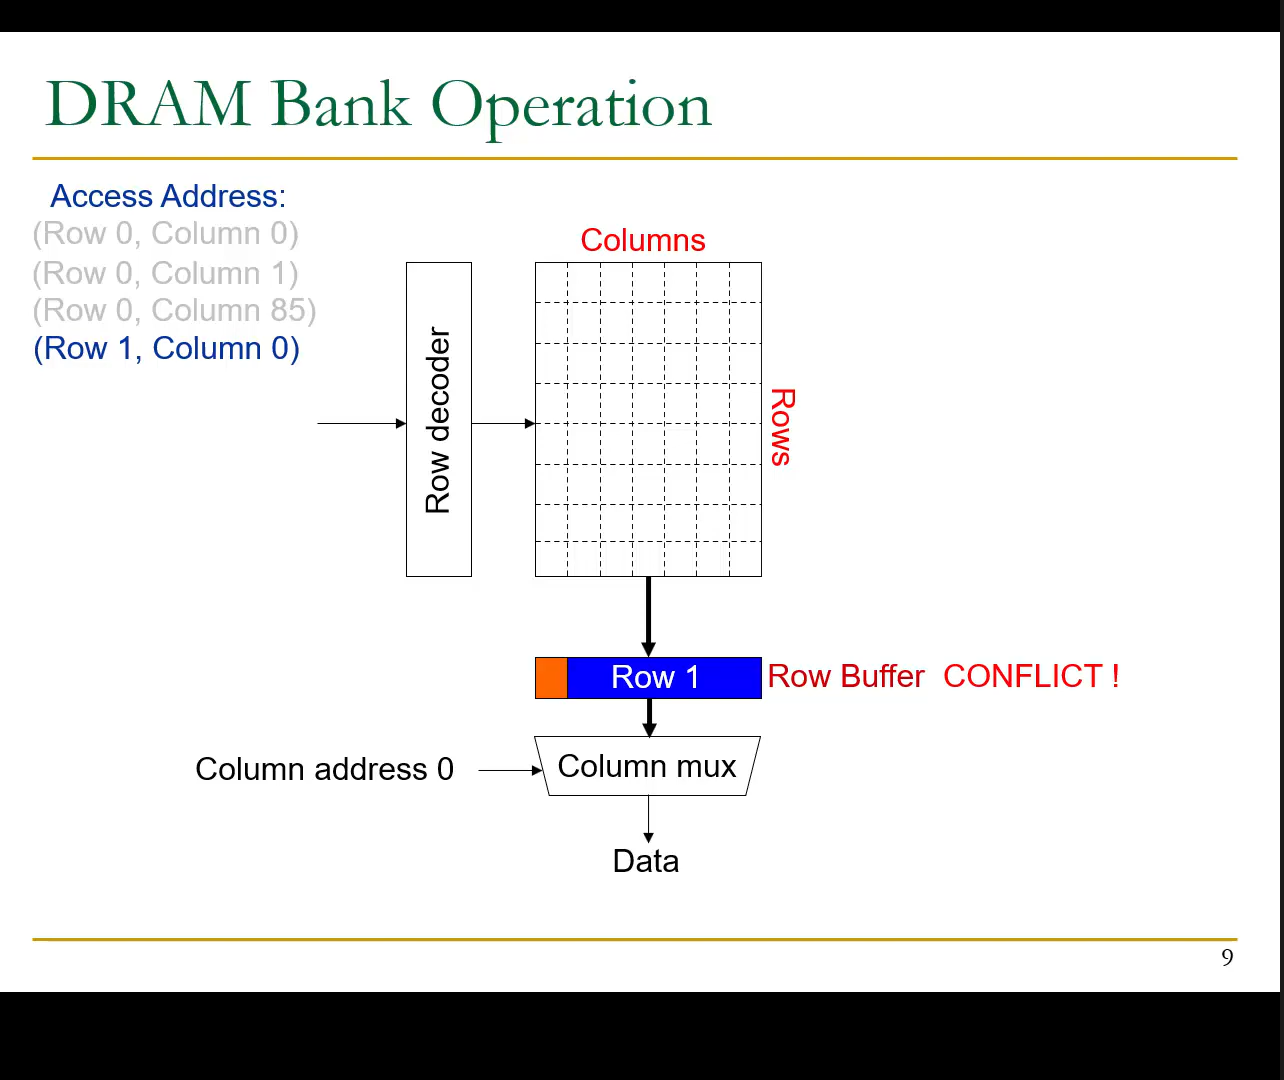 DRAM Bank Operation
Access Address:
(Row 0, Column 0)
(Row 0, Column 1)
(Row 0, Column 85)
(Row 1, Column 0)
Columns
Row decoder
Rows
Row 1
Row Buffer CONFLICT !
Column address 0
Column mux
Data
9